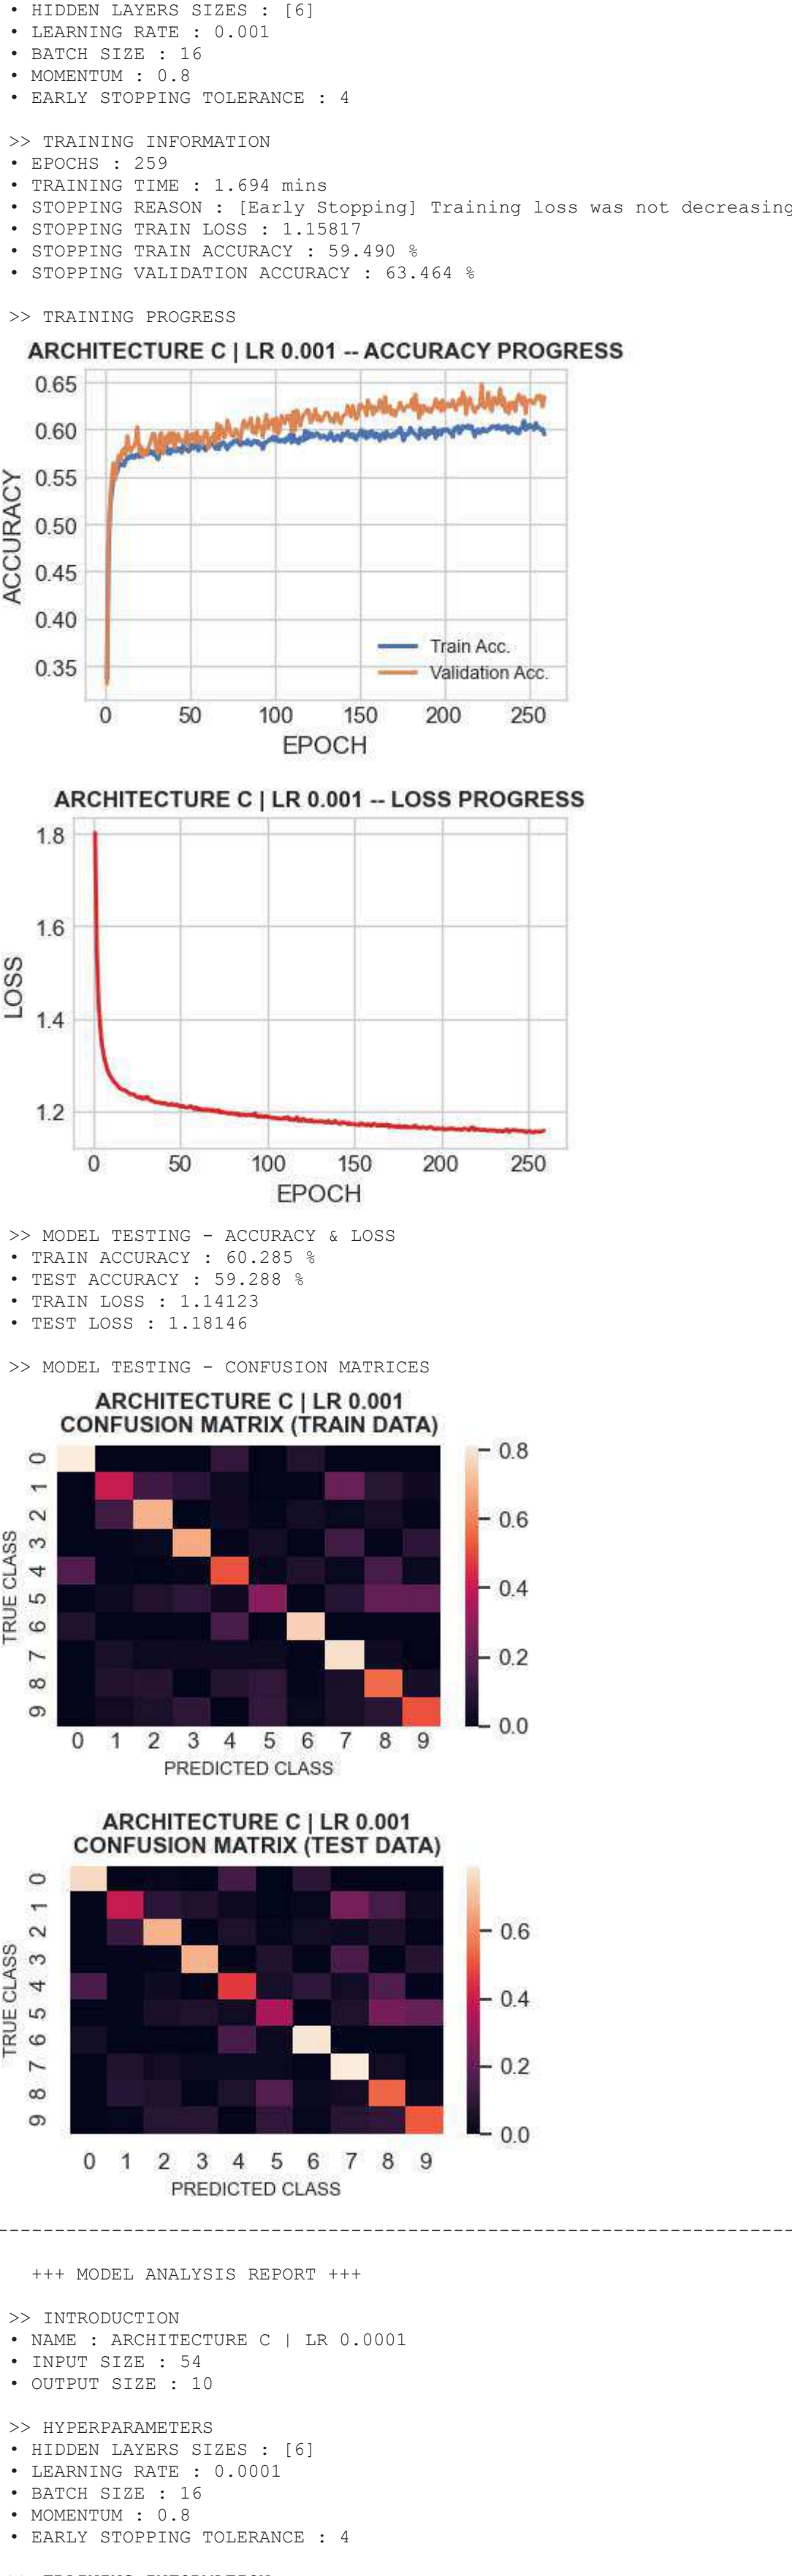 • HIDDEN LAYERS SIZES : [6]
• LEARNING RATE : 0.001
• BATCH SIZE : 16
• MOMENTUM : 0.8
• EARLY STOPPING TOLERANCE : 4
>> TRAINING INFORMATION
• EPOCHS : 259
• TRAINING TIME : 1.694 mins
• STOPPING REASON : [Early Stopping] Training loss was not decreasing
• STOPPING TRAIN LOSS : 1.15817
• STOPPING TRAIN ACCURACY : 59.490 %
• STOPPING VALIDATION ACCURACY : 63.464 %
>> TRAINING PROGRESS
ARCHITECTURE C | LR 0.001 -- ACCURACY PROGRESS
0.65
0.60
0.55
0.50
0.45
0.40
0.35
ACCURACY
Train Acc.
Validation Acc.
0 50 100 150 200 250
EPOCH
ARCHITECTURE C | LR 0.001 -- LOSS PROGRESS
1.8
1.6
1.4
1.2
LOSS
0 50 100 150 200 250
EPOCH
>> MODEL TESTING - ACCURACY & LOSS
• TRAIN ACCURACY : 60.285 %
• TEST ACCURACY : 59.288 %
• TRAIN LOSS : 1.14123
• TEST LOSS : 1.18146
>> MODEL TESTING - CONFUSION MATRICES
ARCHITECTURE C | LR 0.001
CONFUSION MATRIX (TRAIN DATA)
TRUE CLASS
0
1
2
3
4
5
6
7
8
9
0.8
0.6
0.4
0.2
0.0
0 1 2 3 4 5 6 7 8 9
PREDICTED CLASS
ARCHITECTURE C | LR 0.001
CONFUSION MATRIX (TEST DATA)
TRUE CLASS
0
1
2
3
4
5
6
7
8
9
0.6
0.4
0.2
0.0
0 1 2 3 4 5 6 7 8 9
PREDICTED CLASS
+++ MODEL ANALYSIS REPORT +++
>> INTRODUCTION
• NAME : ARCHITECTURE C | LR 0.0001
• INPUT SIZE : 54
• OUTPUT SIZE : 10
>> HYPERPARAMETERS
• HIDDEN LAYERS SIZES : [6]
• LEARNING RATE : 0.0001
• BATCH SIZE : 16
• MOMENTUM : 0.8
• EARLY STOPPING TOLERANCE : 4